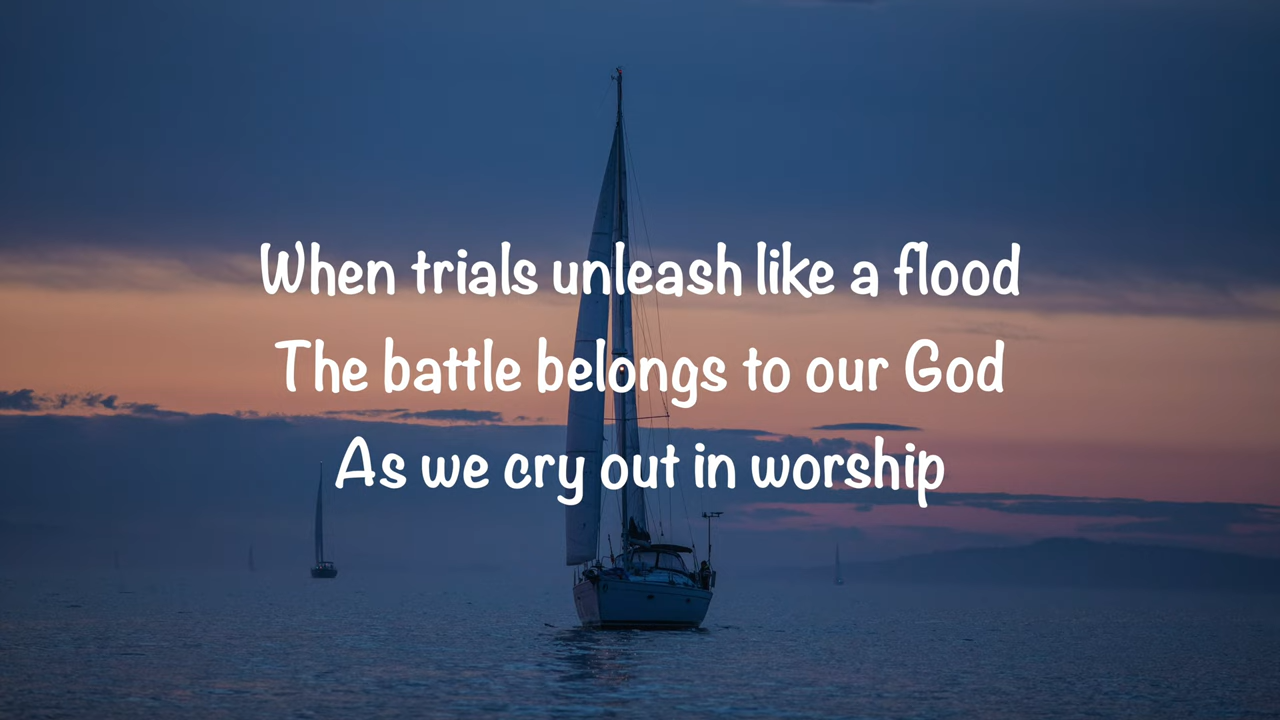 When trials unleash like a flood
The battle belongs to our God
As we cry out in worship